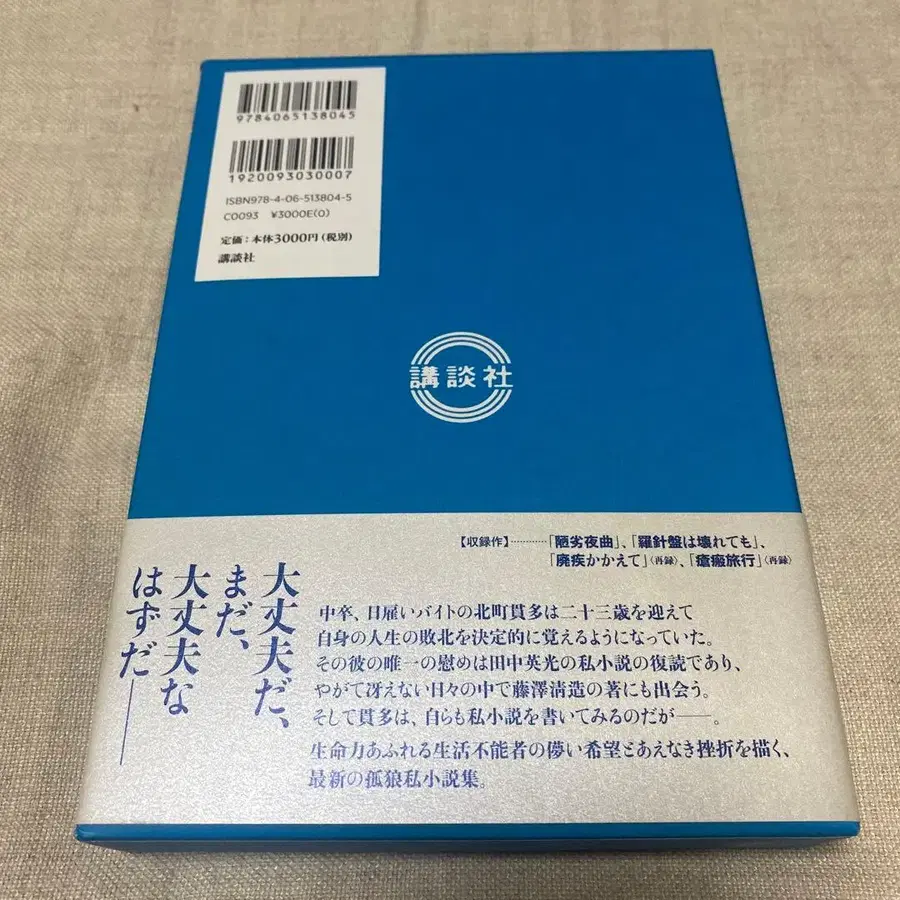 9784065138045
1920093030007
ISBN978-4-06-513804-5
C0093 ¥3000E(0)
定価:本体3000円(税別)
講談社
講談社
【収録作】…………「陋劣夜曲」、「羅針盤は壊れても」、
「廃疾かかえて」〈再録〉、「瘡瘢旅行」〈再録〉
大丈夫だ、
まだ、
大丈夫な
はずだ――
中卒、日雇いバイトの北町貫多は二十三歳を迎えて
自身の人生の敗北を決定的に覚えるようになっていた。
その彼の唯一の慰めは田中英光の私小説の復読であり、
やがて冴えない日々の中で藤澤清造の著にも出会う。
そして貫多は、自らも私小説を書いてみるのだが――。
生命力あふれる生活不能者の儚い希望とあえなき挫折を描く、
最新の孤狼私小説集。